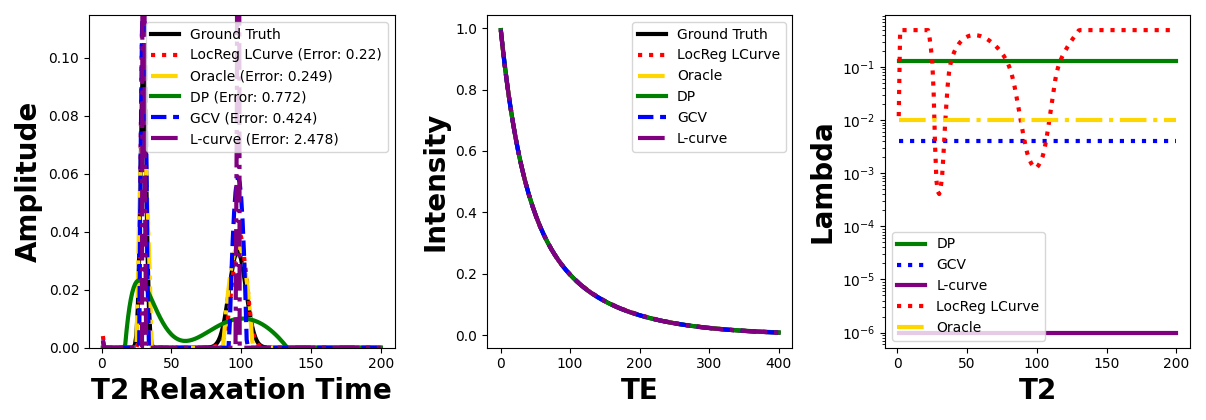 Amplitude
0.10
0.08
0.06
0.04
0.02
0.00
Ground Truth
LocReg LCurve (Error: 0.22)
Oracle (Error: 0.249)
DP (Error: 0.772)
GCV (Error: 0.424)
L-curve (Error: 2.478)
0 50 100 150 200
T2 Relaxation Time
Intensity
1.0
0.8
0.6
0.4
0.2
0.0
Ground Truth
LocReg LCurve
Oracle
DP
GCV
L-curve
0 100 200 300 400
TE
Lambda
10⁻¹
10⁻²
10⁻³
10⁻⁴
10⁻⁵
10⁻⁶
DP
GCV
L-curve
LocReg LCurve
Oracle
0 50 100 150 200
T2